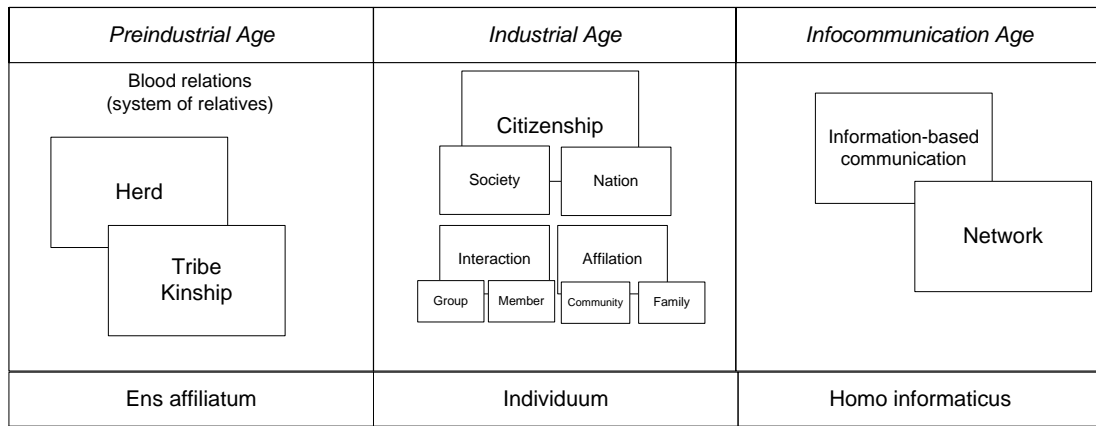 Preindustrial Age
Industrial Age
Infocommunication Age
Blood relations
(system of relatives)
Herd
Tribe
Kinship
Citizenship
Society
Nation
Interaction
Affilation
Group
Member
Community
Family
Information-based
communication
Network
Ens affiliatum
Individuum
Homo informaticus